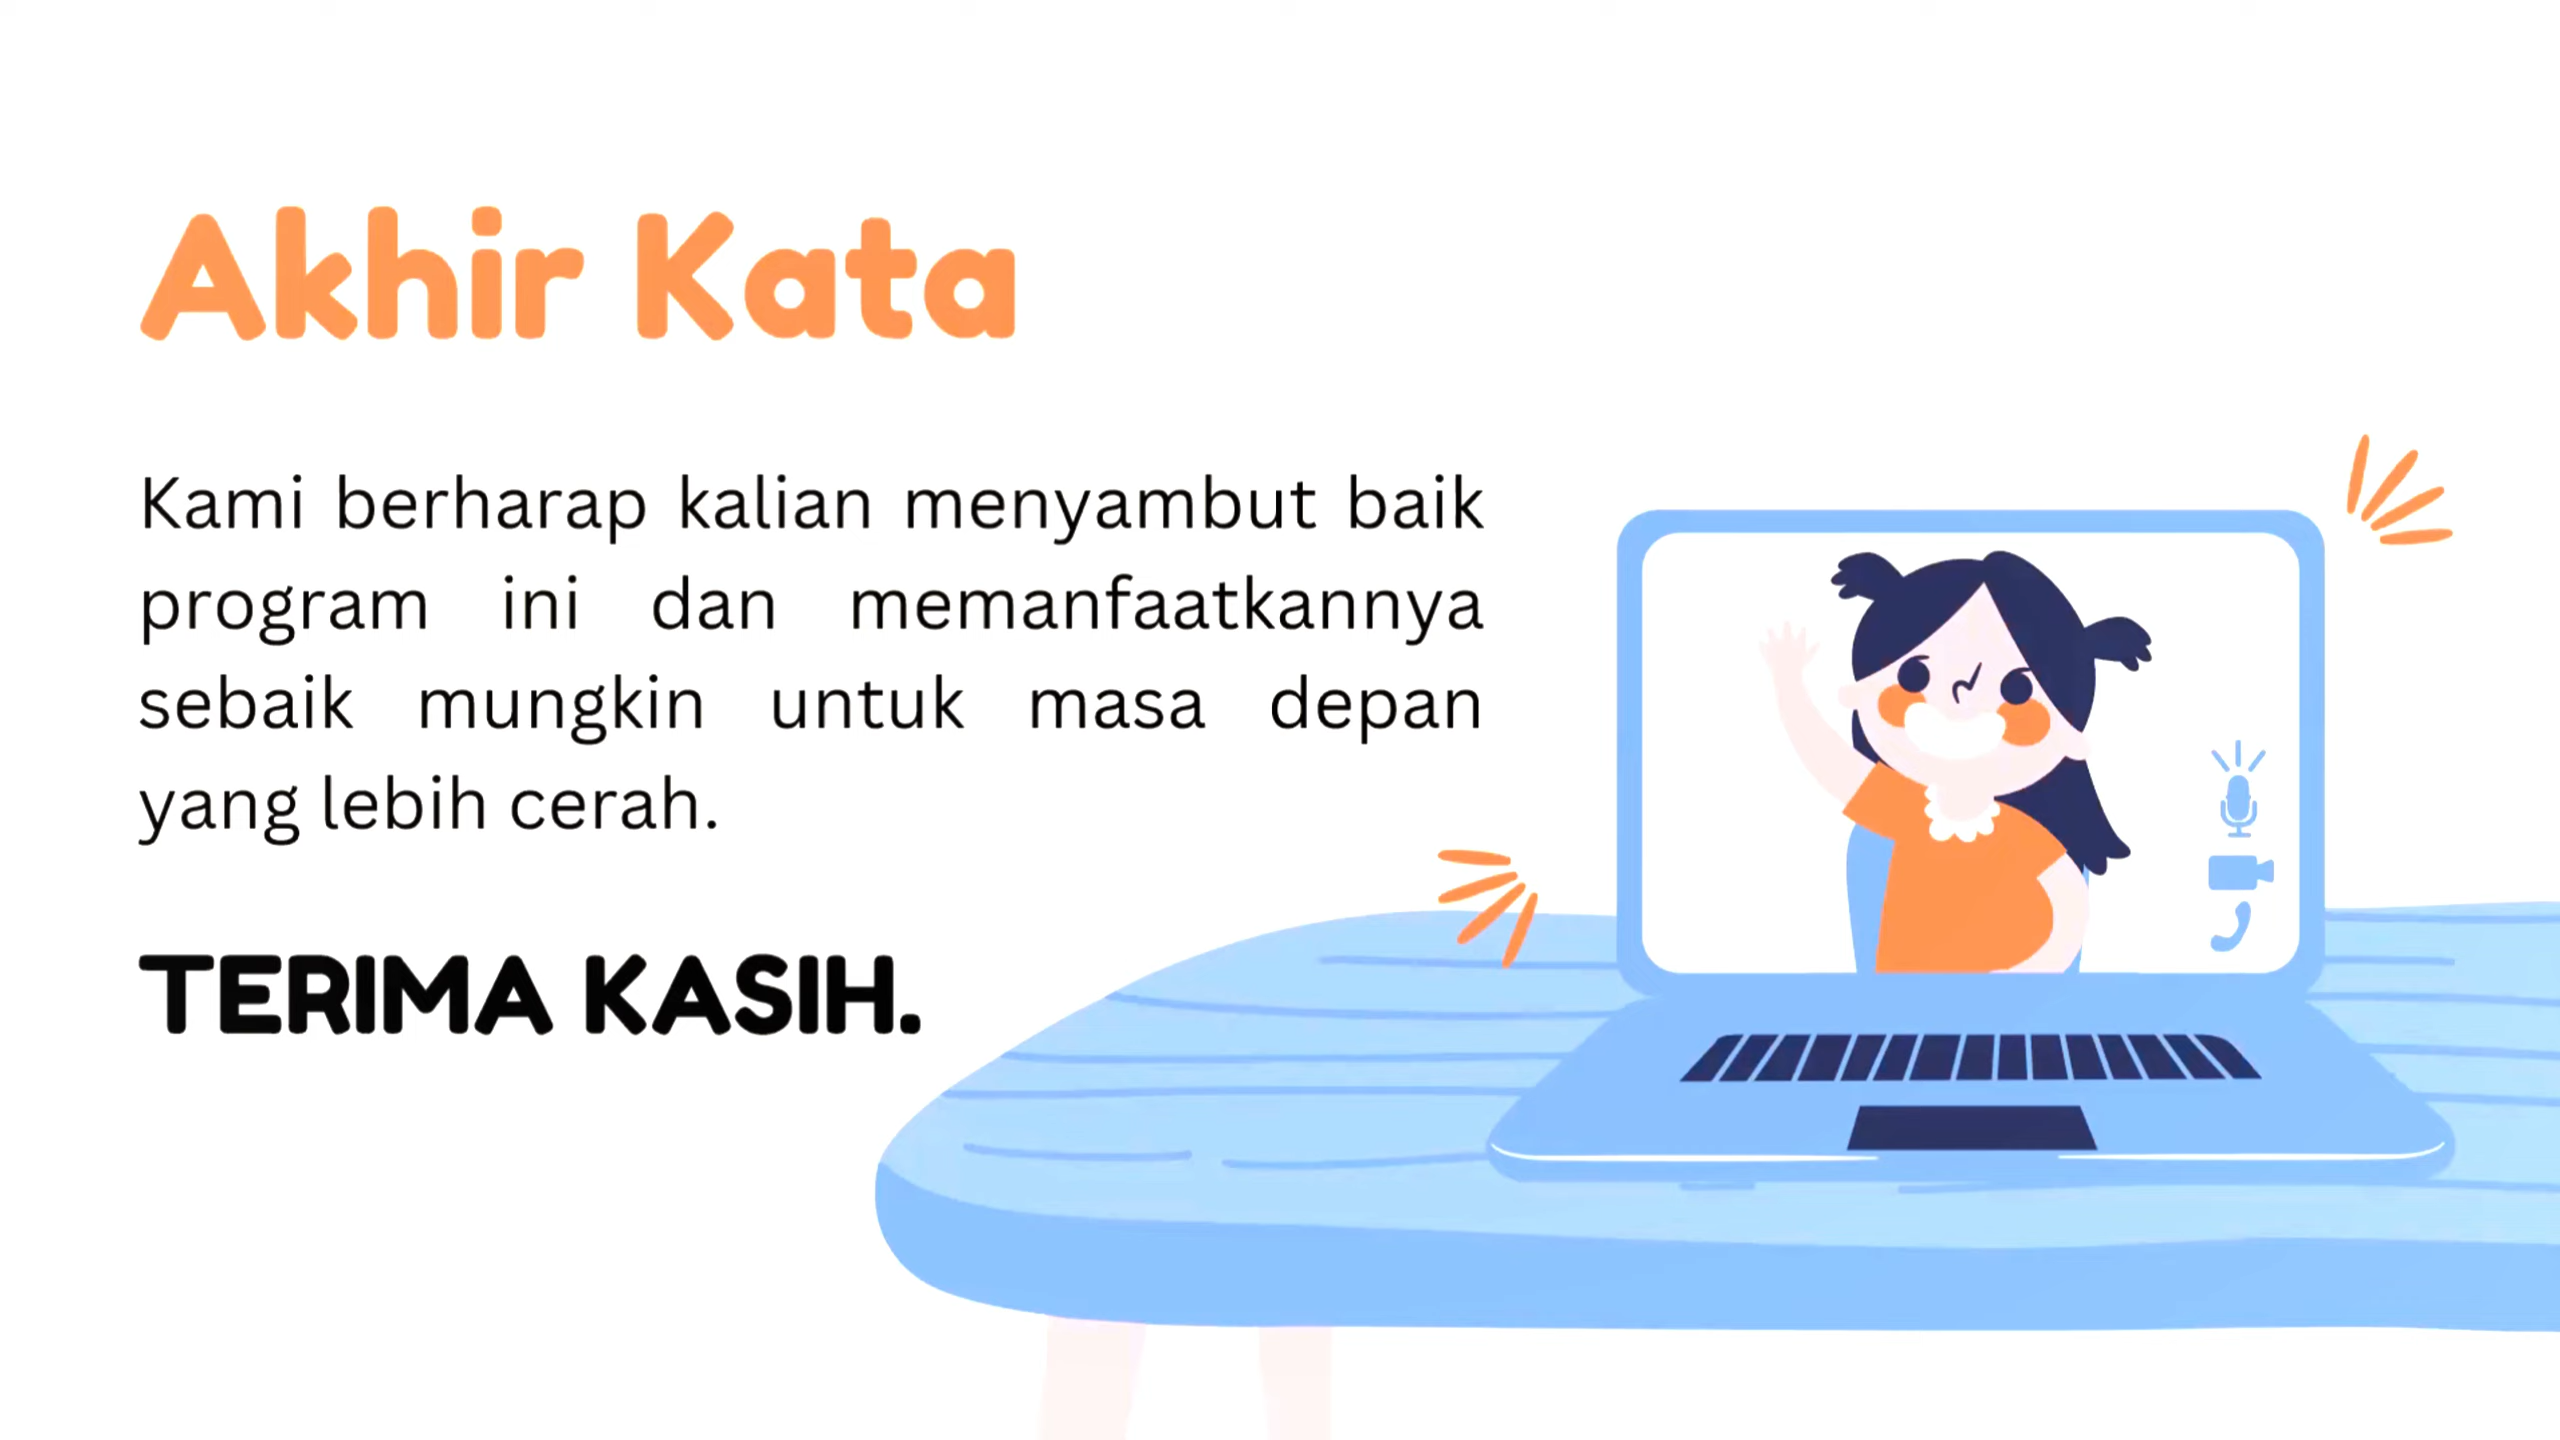 Akhir Kata
Kami berharap kalian menyambut baik
program ini dan memanfaatkannya
sebaik mungkin untuk masa depan
yang lebih cerah.
TERIMA KASIH.